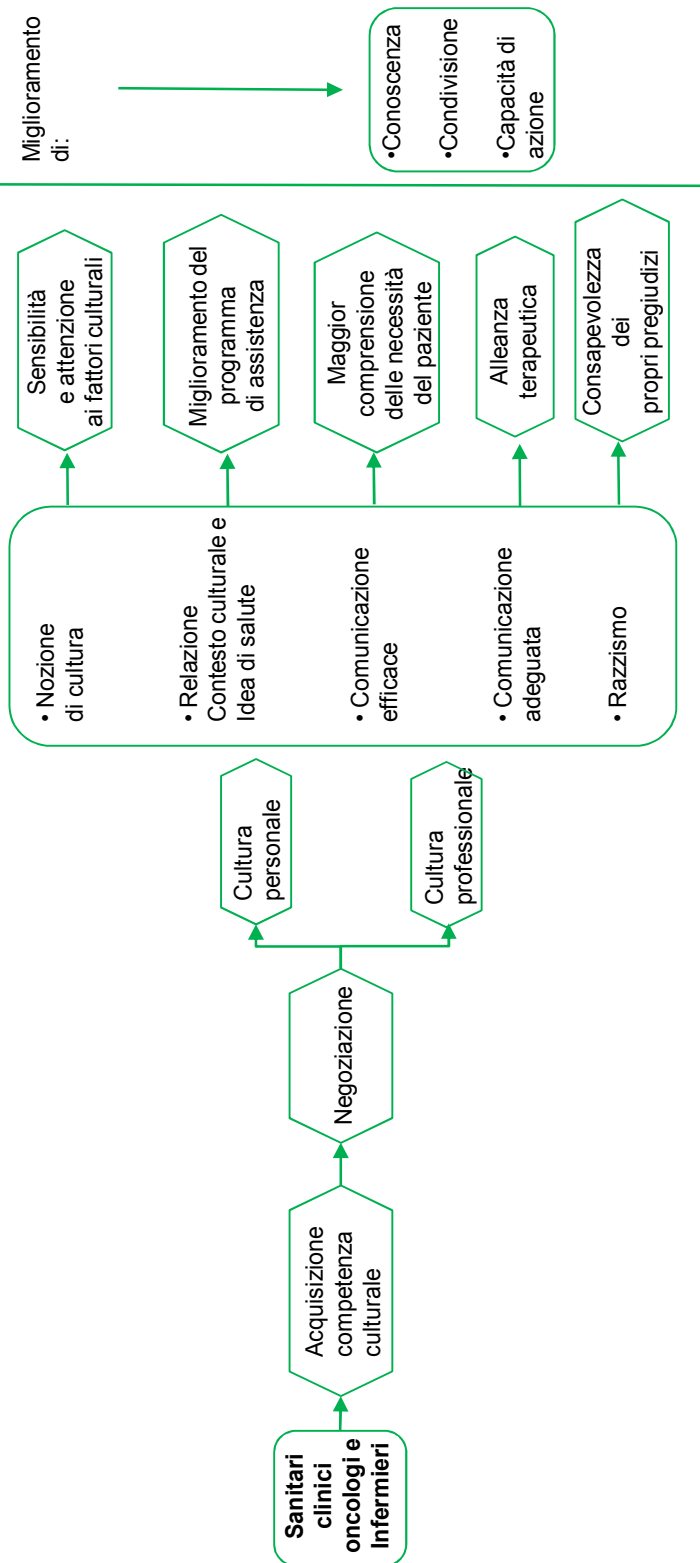 Sanitari
clinici
oncologi e
Infermieri
Acquisizione
competenza
culturale
Negoziazione
Cultura
personale
Cultura
professionale
• Nozione
di cultura
• Relazione
Contesto culturale e
Idea di salute
• Comunicazione
efficace
• Comunicazione
adeguata
• Razzismo
Sensibilità
e attenzione
ai fattori culturali
Miglioramento del
programma
di assistenza
Maggior
comprensione
delle necessità
del paziente
Alleanza
terapeutica
Consapevolezza
dei
propri pregiudizi
Miglioramento
di:
•Conoscenza
•Condivisione
•Capacità di
azione